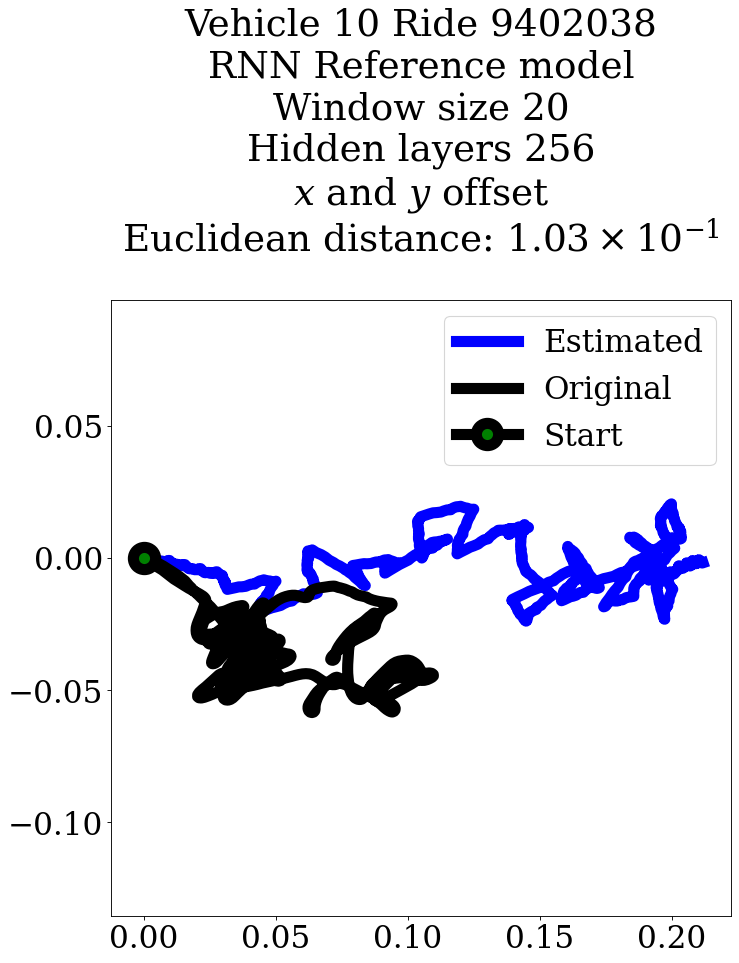 Vehicle 10 Ride 9402038
RNN Reference model
Window size 20
Hidden layers 256
x and y offset
Euclidean distance: 1.03 × 10⁻¹
Estimated
Original
Start
0.05
0.00
−0.05
−0.10
0.00 0.05 0.10 0.15 0.20